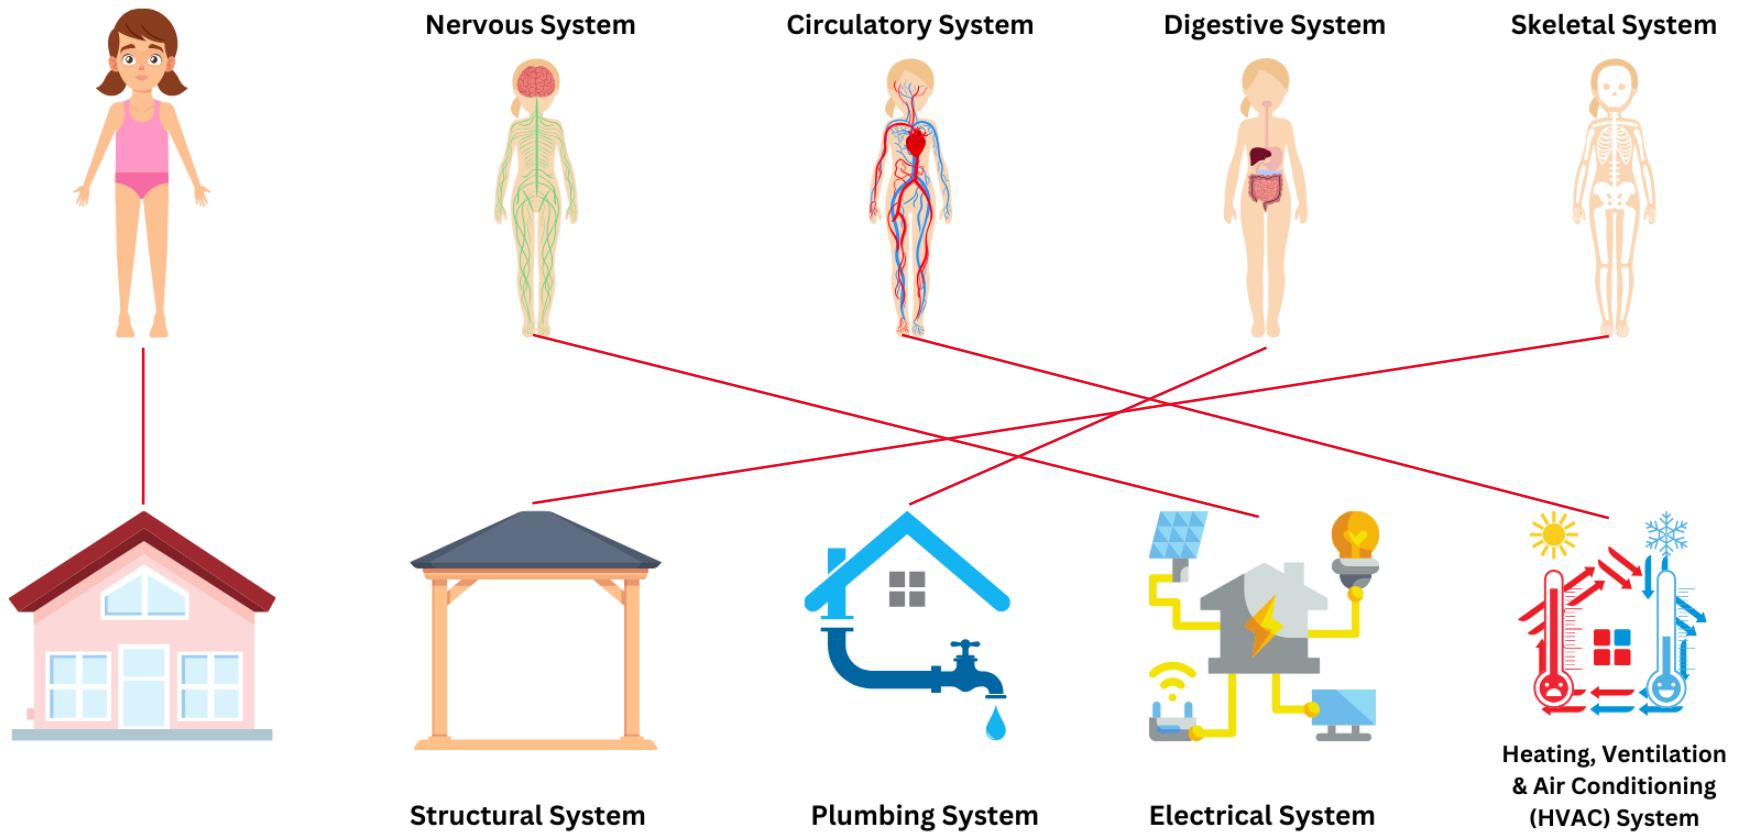 Nervous System
Circulatory System
Digestive System
Skeletal System
Structural System
Plumbing System
Electrical System
Heating, Ventilation
& Air Conditioning
(HVAC) System